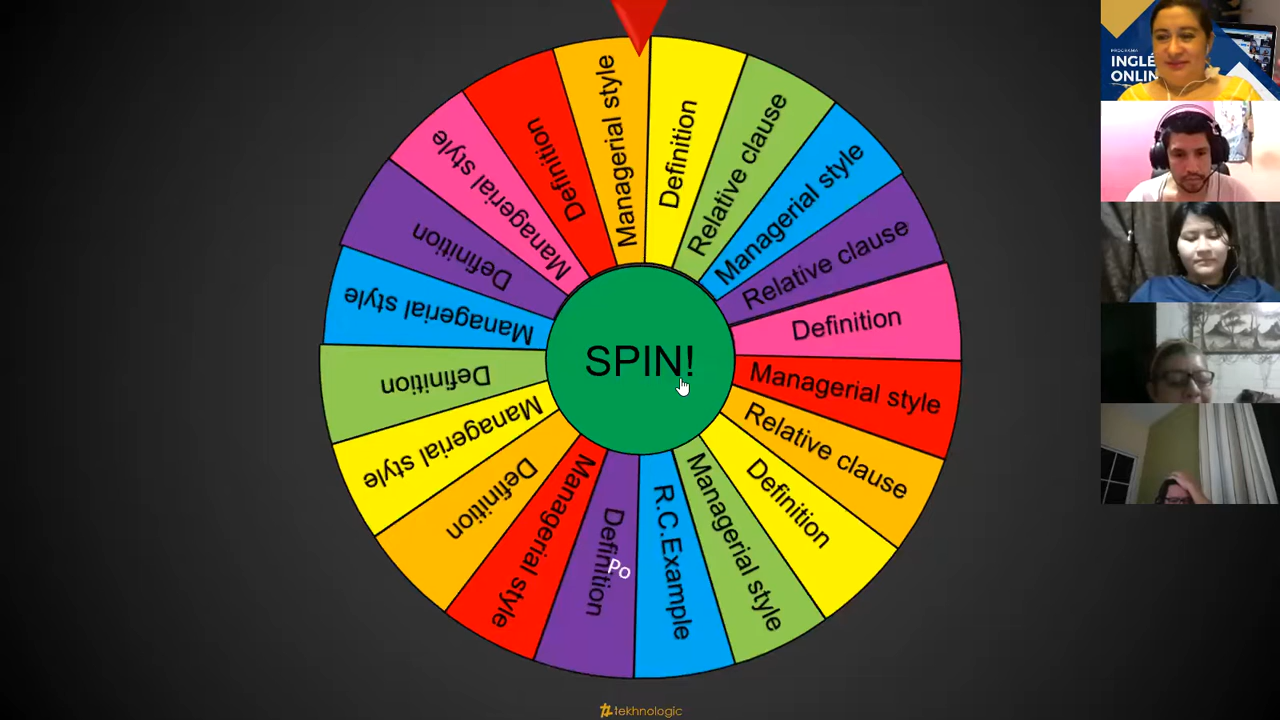 Managerial style
Definition
Relative clause
Managerial style
Relative clause
Definition
Managerial style
Relative clause
Definition
Managerial style
R.C.Example
Definition
Managerial style
Definition
Managerial style
Definition
Managerial style
Definition
Managerial style
Definition
SPIN!
Po
tekhnologic
PROGRAMA
INGLÉ
ONLIN